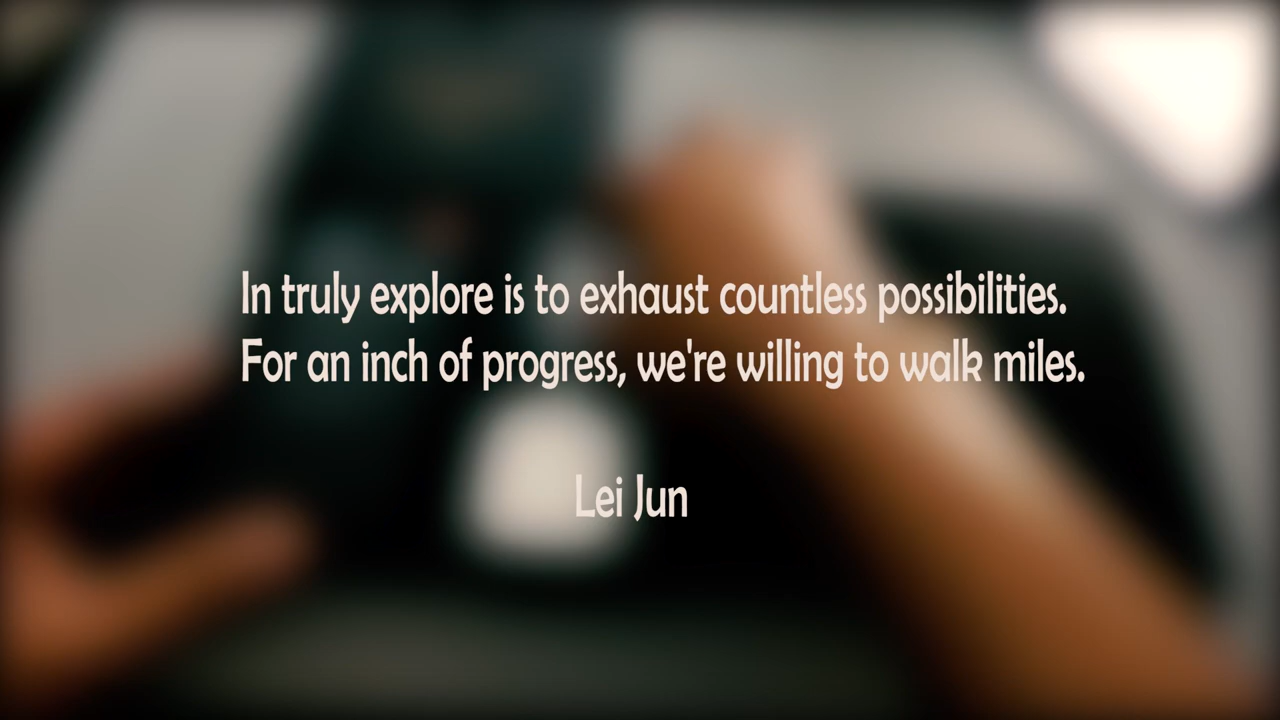 In truly explore is to exhaust countless possibilities.
For an inch of progress, we're willing to walk miles.
Lei Jun